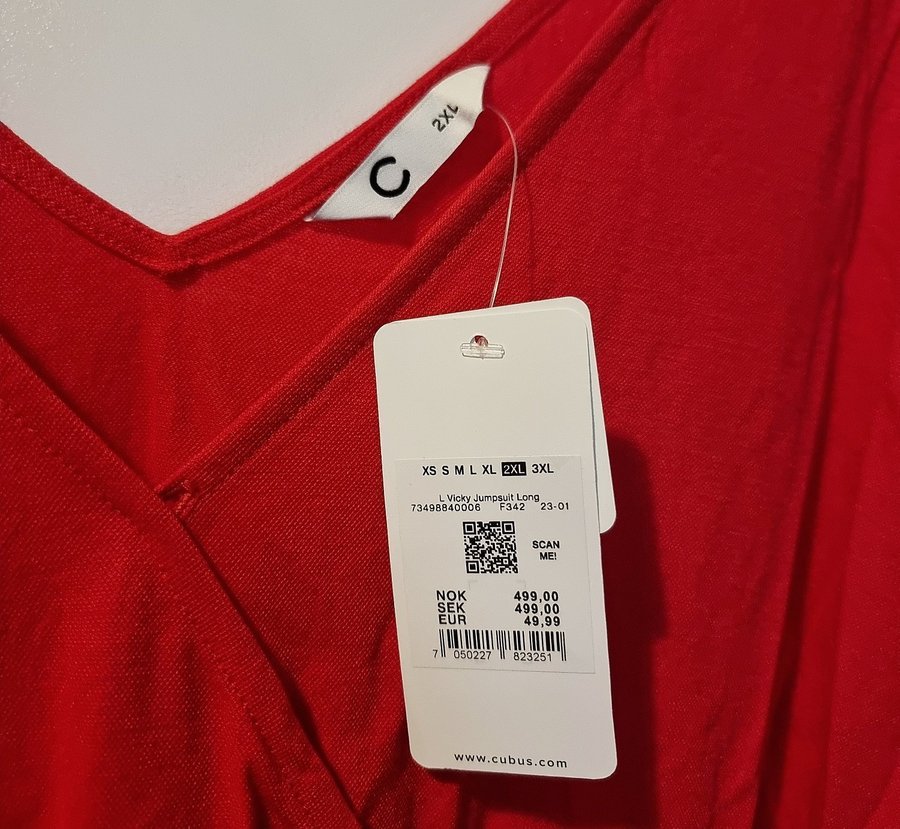 2XL
C
XS S M L XL 2XL 3XL
L Vicky Jumpsuit Long
73498840006 F342 23-01
SCAN
ME!
NOK 499,00
SEK 499,00
EUR 49,99
7 050227 823251
www.cubus.com